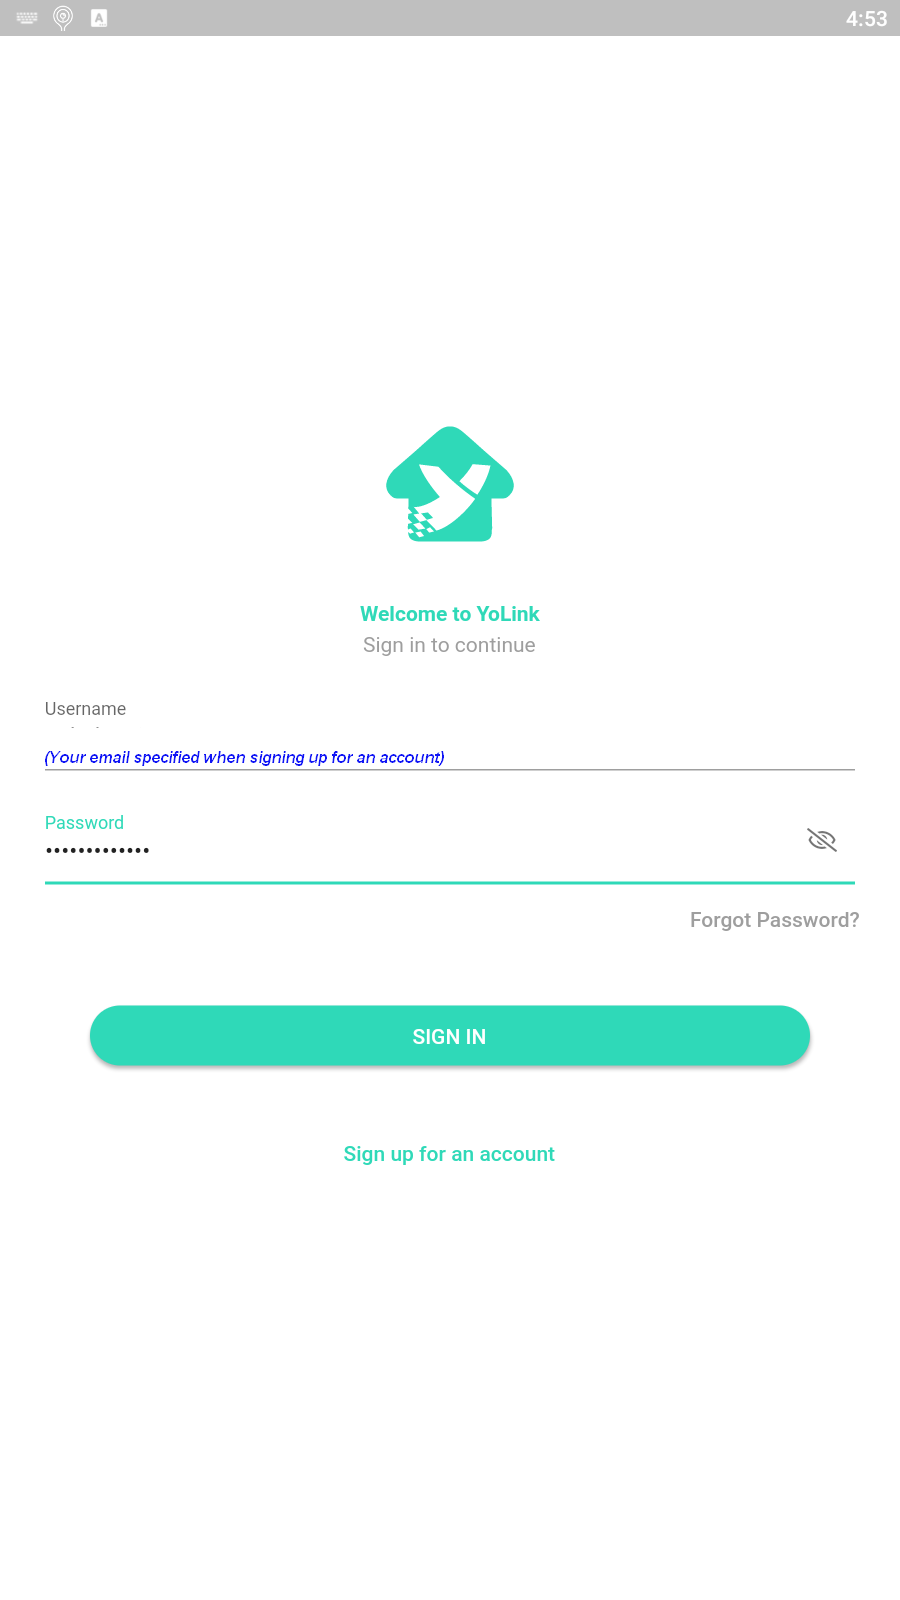 4:53
Welcome to YoLink
Sign in to continue
Username
(Your email specified when signing up for an account)
Password
•••••••••••••
Forgot Password?
SIGN IN
Sign up for an account